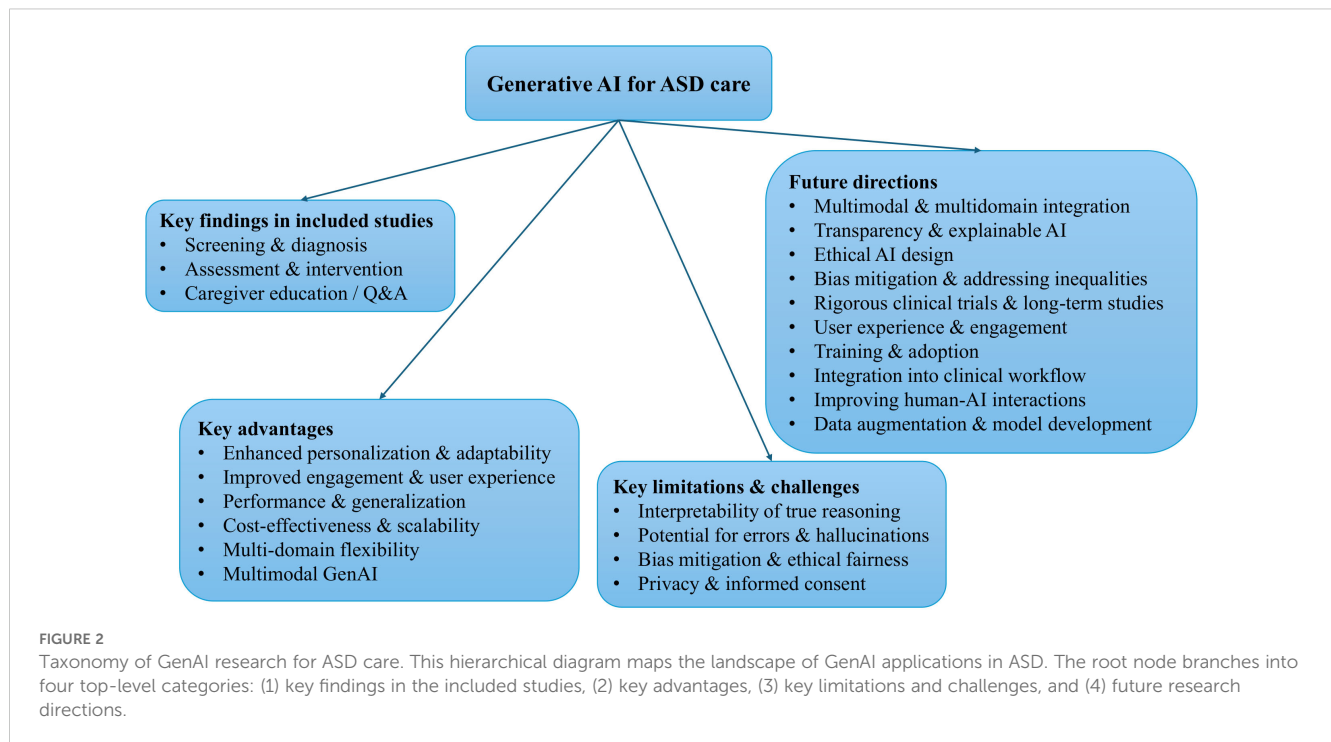 Generative AI for ASD care
Key findings in included studies
• Screening & diagnosis
• Assessment & intervention
• Caregiver education / Q&A
Future directions
• Multimodal & multidomain integration
• Transparency & explainable AI
• Ethical AI design
• Bias mitigation & addressing inequalities
• Rigorous clinical trials & long-term studies
• User experience & engagement
• Training & adoption
• Integration into clinical workflow
• Improving human-AI interactions
• Data augmentation & model development
Key advantages
• Enhanced personalization & adaptability
• Improved engagement & user experience
• Performance & generalization
• Cost-effectiveness & scalability
• Multi-domain flexibility
• Multimodal GenAI
Key limitations & challenges
• Interpretability of true reasoning
• Potential for errors & hallucinations
• Bias mitigation & ethical fairness
• Privacy & informed consent
FIGURE 2
Taxonomy of GenAI research for ASD care. This hierarchical diagram maps the landscape of GenAI applications in ASD. The root node branches into
four top-level categories: (1) key findings in the included studies, (2) key advantages, (3) key limitations and challenges, and (4) future research
directions.